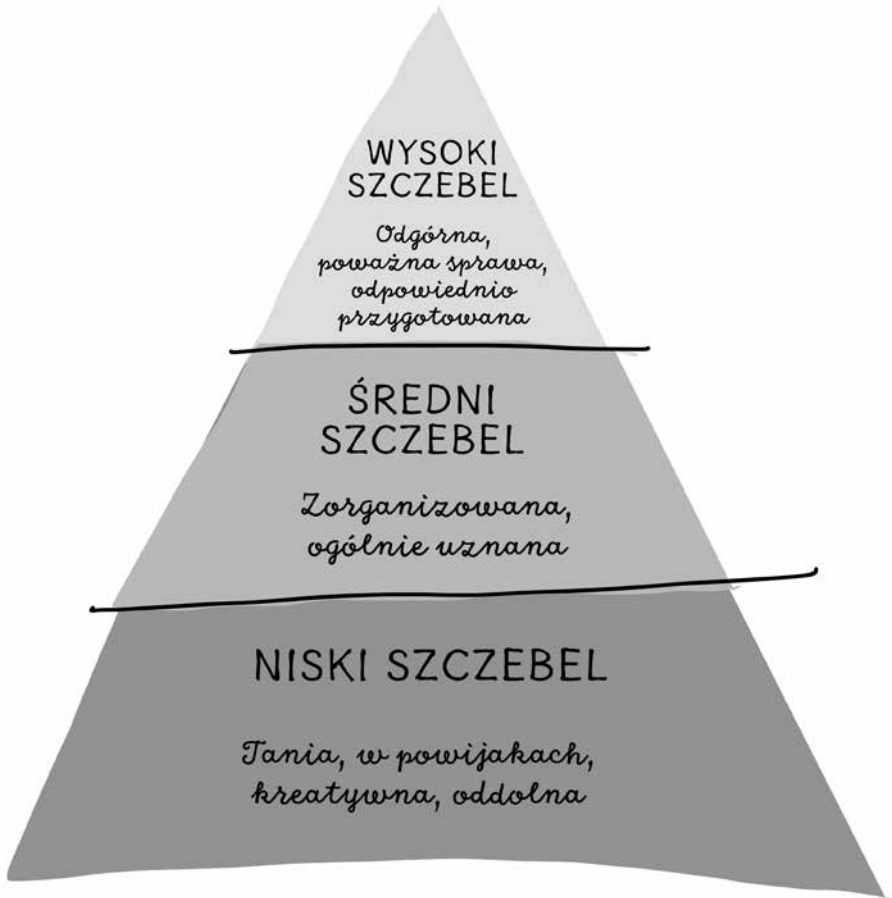 WYSOKI
SZCZEBEL
Odgórna,
poważna sprawa,
odpowiednio
przygotowana
ŚREDNI
SZCZEBEL
Zorganizowana,
ogólnie uznana
NISKI SZCZEBEL
Tania, w powijakach,
kreatywna, oddolna